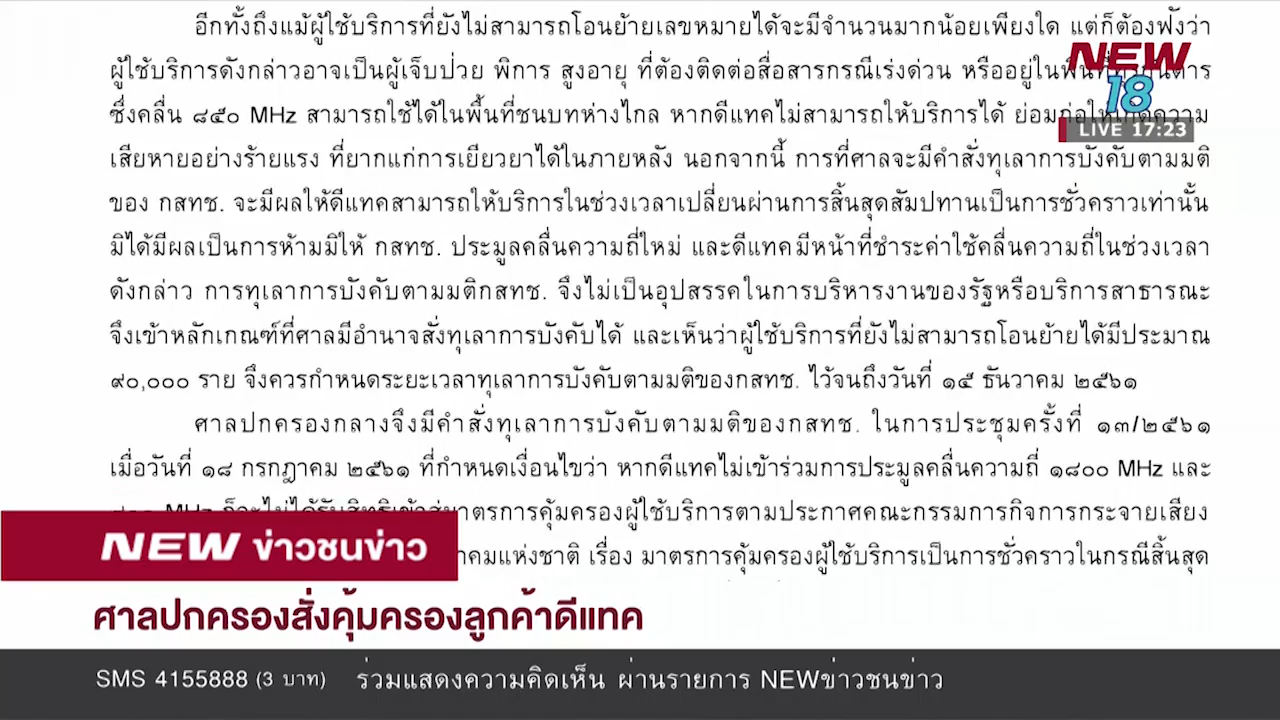 อีกทั้งถึงแม้ผู้ใช้บริการที่ยังไม่สามารถโอนย้ายเลขหมายได้จะมีจำนวนมากน้อยเพียงใด แต่ก็ต้องฟังว่า
NEW
18
LIVE 17:23
ผู้ใช้บริการดังกล่าวอาจเป็นผู้เจ็บป่วย พิการ สูงอายุ ที่ต้องติดต่อสื่อสารกรณีเร่งด่วน หรืออยู่ในพื้นที่
ซึ่งคลื่น ๘๕๐ MHz สามารถใช้ได้ในพื้นที่ชนบทห่างไกล หากดีแทคไม่สามารถให้บริการได้ ย่อมก่อให้เกิดความ
เสียหายอย่างร้ายแรง ที่ยากแก่การเยียวยาได้ในภายหลัง นอกจากนี้ การที่ศาลจะมีคำสั่งทุเลาการบังคับตามมติ
ของ กสทช. จะมีผลให้ดีแทคสามารถให้บริการในช่วงเวลาเปลี่ยนผ่านการสิ้นสุดสัมปทานเป็นการชั่วคราวเท่านั้น
มิได้มีผลเป็นการห้ามมิให้ กสทช. ประมูลคลื่นความถี่ใหม่ และดีแทคมีหน้าที่ชำระค่าใช้คลื่นความถี่ในช่วงเวลา
ดังกล่าว การทุเลาการบังคับตามมติกสทช. จึงไม่เป็นอุปสรรคในการบริหารงานของรัฐหรือบริการสาธารณะ
จึงเข้าหลักเกณฑ์ที่ศาลมีอำนาจสั่งทุเลาการบังคับได้ และเห็นว่าผู้ใช้บริการที่ยังไม่สามารถโอนย้ายได้มีประมาณ
๙๐,๐๐๐ ราย จึงควรกำหนดระยะเวลาทุเลาการบังคับตามมติของกสทช. ไว้จนถึงวันที่ ๑๕ ธันวาคม ๒๕๖๑
ศาลปกครองกลางจึงมีคำสั่งทุเลาการบังคับตามมติของกสทช. ในการประชุมครั้งที่ ๑๓/๒๕๖๑
เมื่อวันที่ ๑๘ กรกฎาคม ๒๕๖๑ ที่กำหนดเงื่อนไขว่า หากดีแทคไม่เข้าร่วมการประมูลคลื่นความถี่ ๑๘๐๐ MHz และ
MHz ก็จะไม่ได้รับสิทธิเข้าสู่มาตรการคุ้มครองผู้ใช้บริการตามประกาศคณะกรรมการกิจการกระจายเสียง
คมแห่งชาติ เรื่อง มาตรการคุ้มครองผู้ใช้บริการเป็นการชั่วคราวในกรณีสิ้นสุด
NEW ข่าวชนข่าว
ศาลปกครองสั่งคุ้มครองลูกค้าดีแทค
SMS 4155888 (3 บาท) ร่วมแสดงความคิดเห็น ผ่านรายการ NEWข่าวชนข่าว